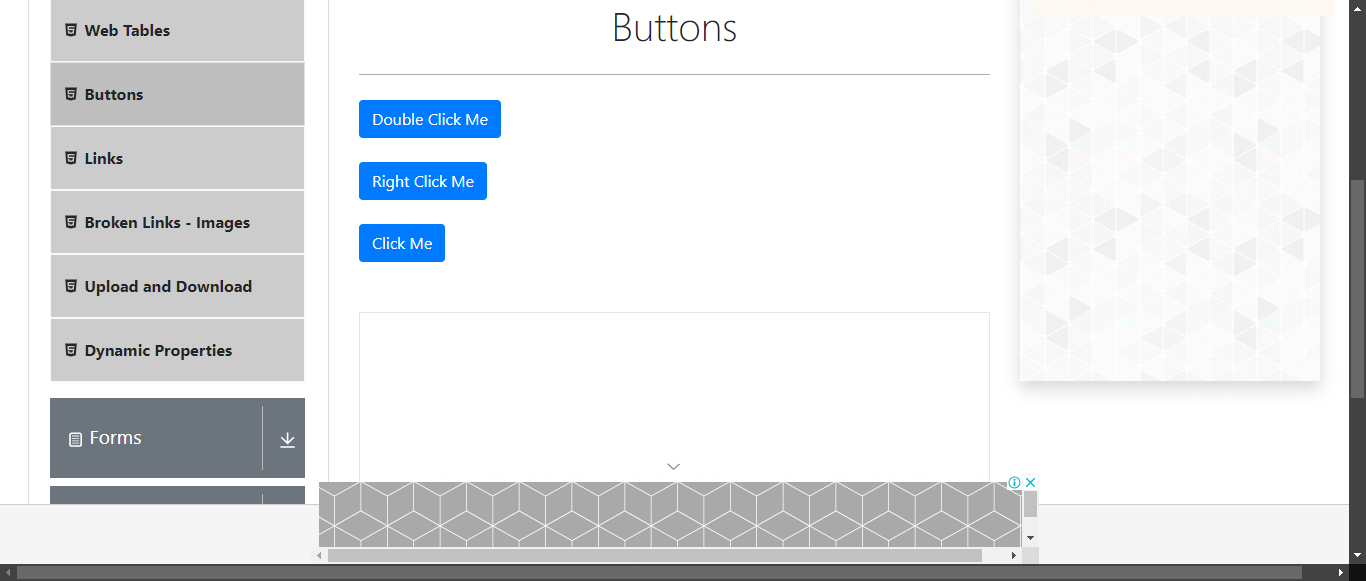 Web Tables
Buttons
Links
Broken Links - Images
Upload and Download
Dynamic Properties
Forms
Buttons
Double Click Me
Right Click Me
Click Me